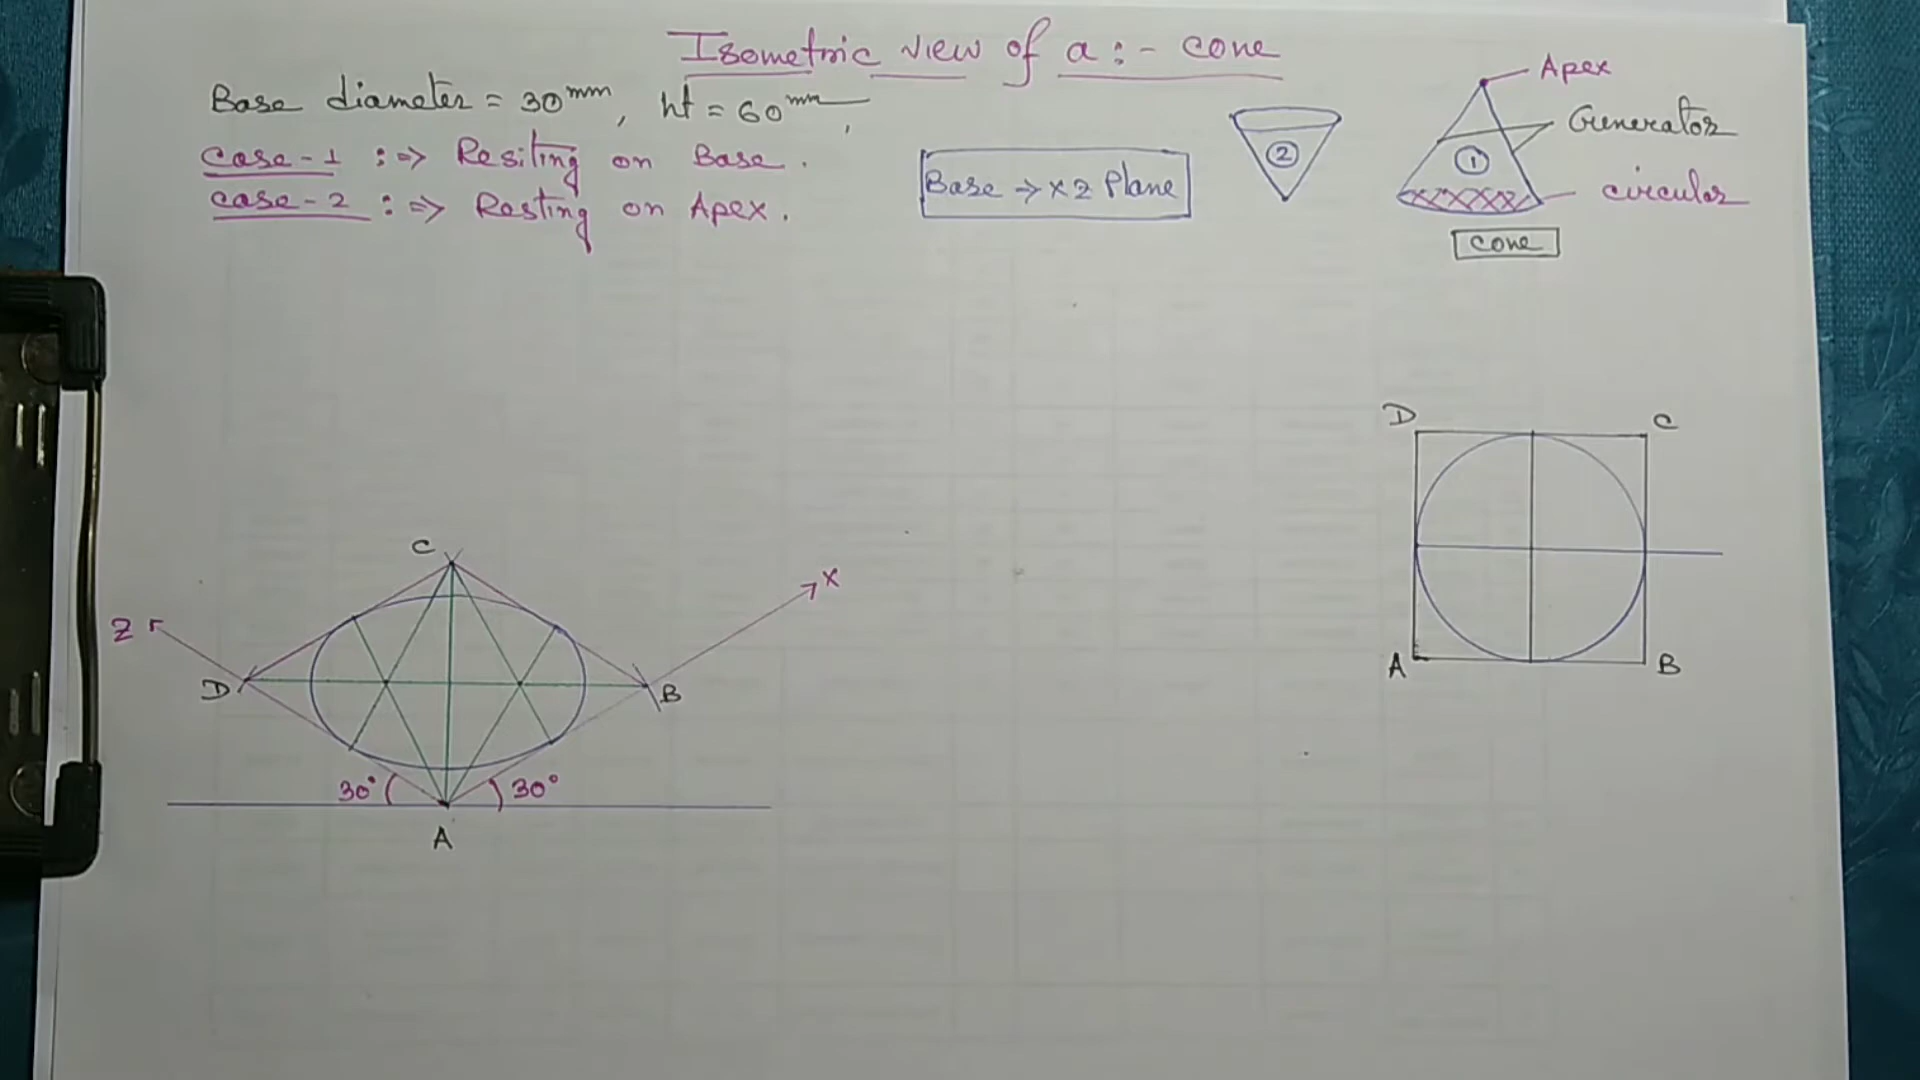 Isometric view of a :- cone
Base diameter = 30mm, ht = 60mm,
case-1 :=> Resiting on Base.
case-2 :=> Resting on Apex.
Base → xz Plane
2
1
Apex
Generator
circular
cone
D
C
A
B
C
X
Z
D
B
30°
30°
A